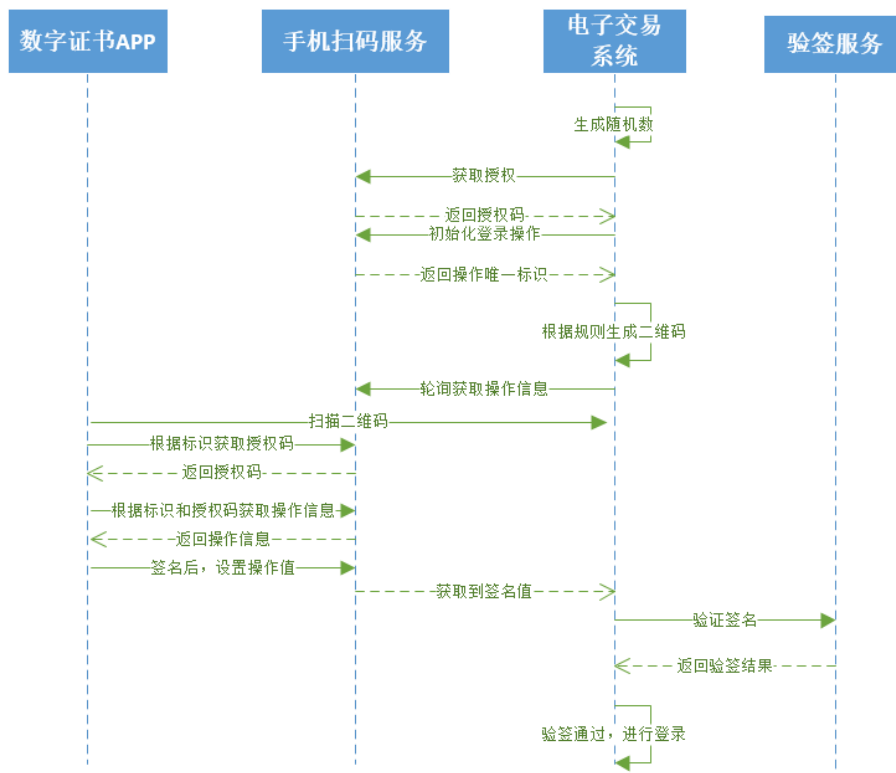 数字证书APP
手机扫码服务
电子交易
系统
验签服务
生成随机数
获取授权
返回授权码
初始化登录操作
返回操作唯一标识
根据规则生成二维码
轮询获取操作信息
扫描二维码
根据标识获取授权码
返回授权码
根据标识和授权码获取操作信息
返回操作信息
签名后，设置操作值
获取到签名值
验证签名
返回验签结果
验签通过，进行登录